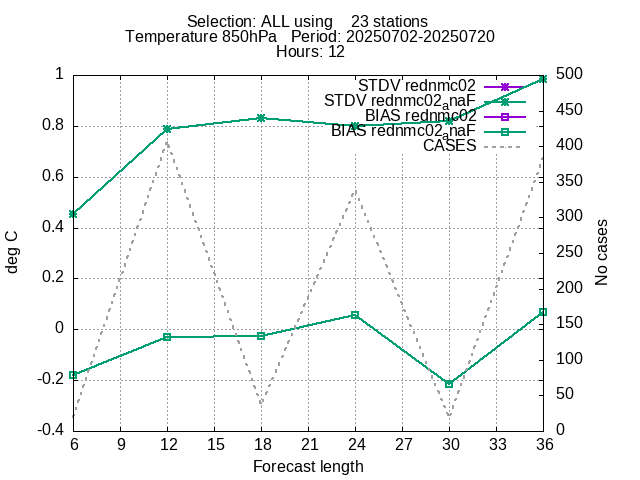 Selection: ALL using    23 stations
Temperature 850hPa   Period: 20250702-20250720
Hours: 12
STDV rednmc02
STDV rednmc02anaF
BIAS rednmc02
BIAS rednmc02anaF
CASES
1
0.8
0.6
0.4
0.2
0
-0.2
-0.4
deg C
500
450
400
350
300
250
200
150
100
50
0
No cases
6 9 12 15 18 21 24 27 30 33 36
Forecast length